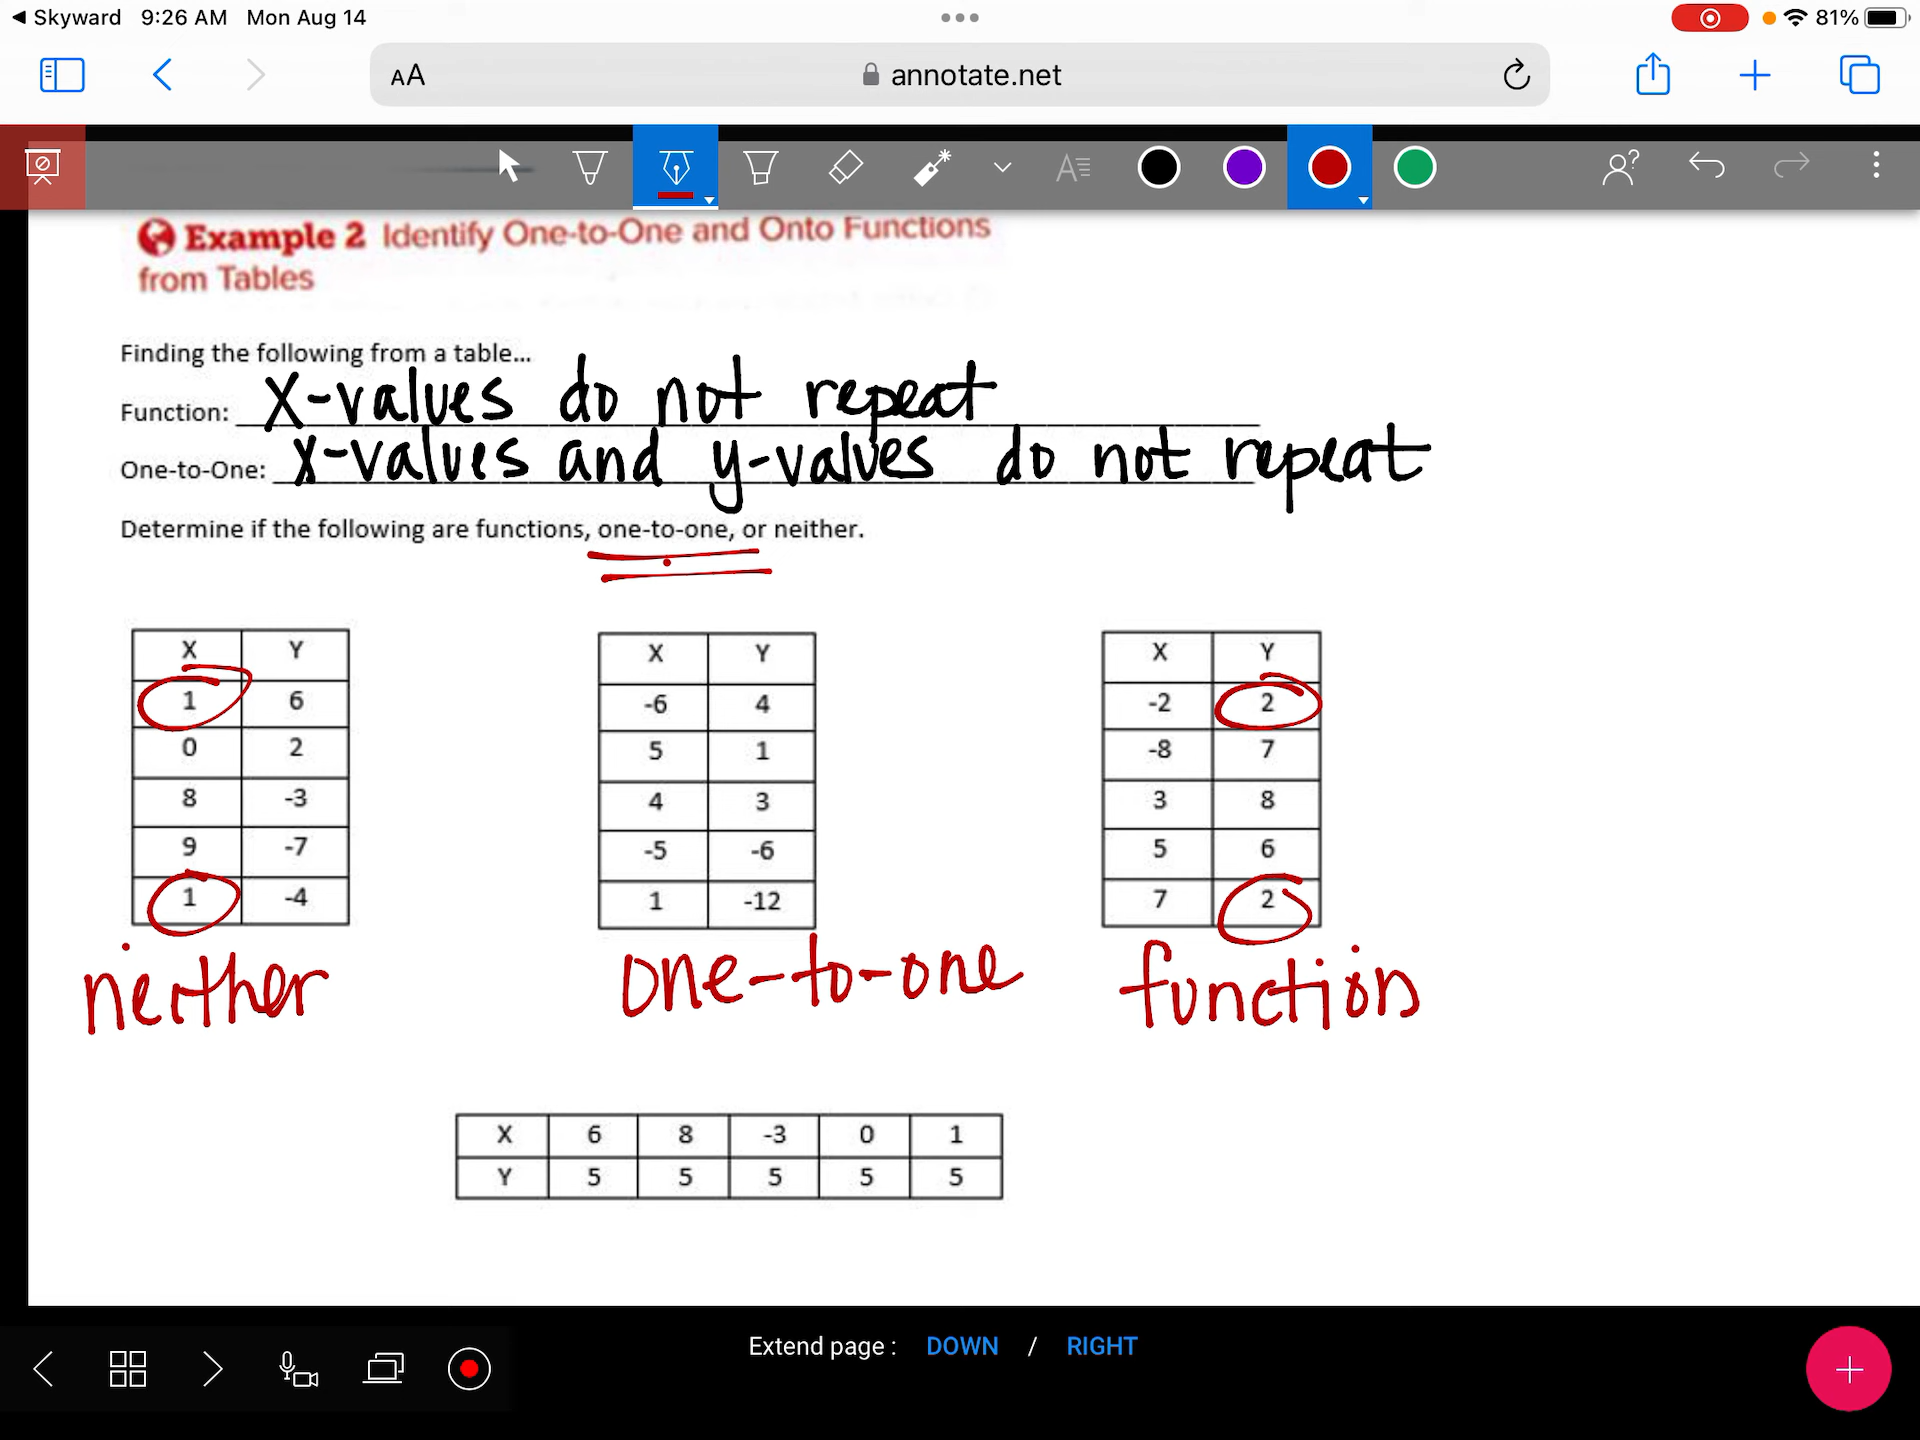 Skyward 9:26 AM Mon Aug 14 81%
AA annotate.net
Example 2 Identify One-to-One and Onto Functions
from Tables
Finding the following from a table...
Function: x-values do not repeat
One-to-One: x-values and y-values do not repeat
Determine if the following are functions, one-to-one, or neither.
X Y
1 6
0 2
8 -3
9 -7
1 -4
neither
X Y
-6 4
5 1
4 3
-5 -6
1 -12
one-to-one
X Y
-2 2
-8 7
3 8
5 6
7 2
function
X 6 8 -3 0 1
Y 5 5 5 5 5
Extend page : DOWN / RIGHT